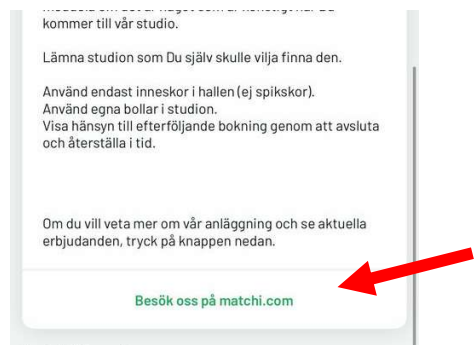 kommer till vår studio.
Lämna studion som Du själv skulle vilja finna den.
Använd endast inneskor i hallen (ej spikskor).
Använd egna bollar i studion.
Visa hänsyn till efterföljande bokning genom att avsluta
och återställa i tid.
Om du vill veta mer om vår anläggning och se aktuella
erbjudanden, tryck på knappen nedan.
Besök oss på matchi.com